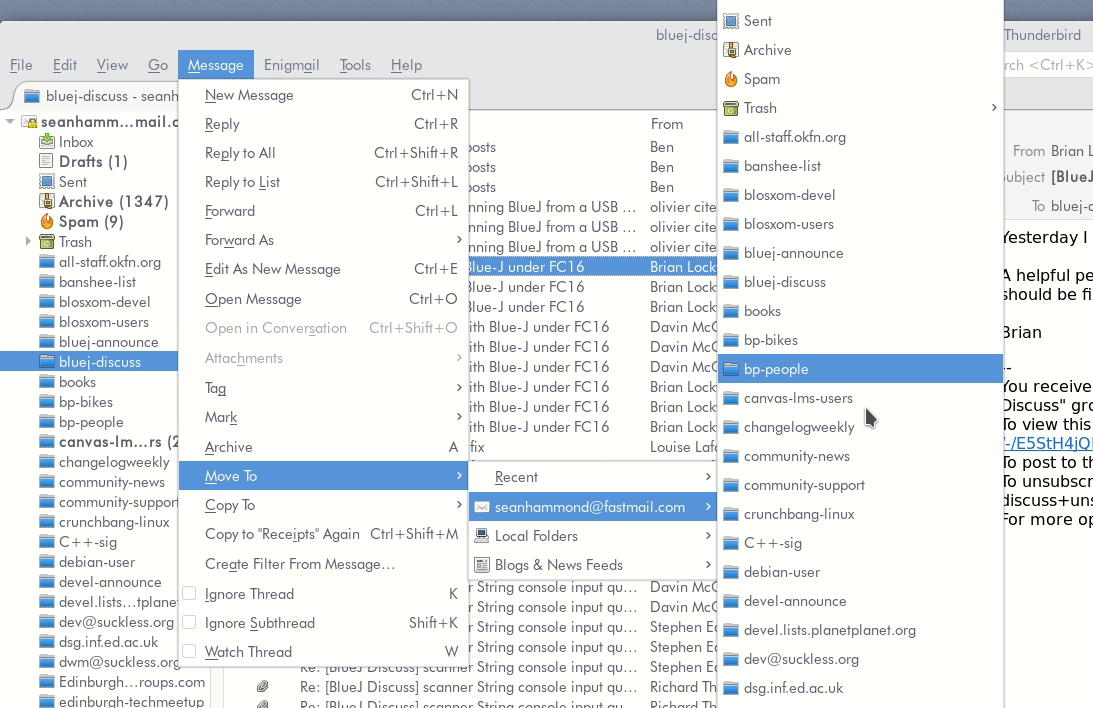 bluej-disc
Thunderbird
File Edit View Go Message Enigmail Tools Help
rch <Ctrl+K>
bluej-discuss - seanh
seanhamm...mail.c
Inbox
Drafts (1)
Sent
Archive (1347)
Spam (9)
Trash
all-staff.okfn.org
banshee-list
blosxom-devel
blosxom-users
bluej-announce
bluej-discuss
books
bp-bikes
bp-people
canvas-lm...rs (2
changelogweekly
community-news
community-support
crunchbang-linux
C++-sig
debian-user
devel-announce
devel.lists...tplanet
dev@suckless.org
dsg.inf.ed.ac.uk
dwm@suckless.org
Edinburgh...roups.com
edinburgh-techmeetup
New Message Ctrl+N
Reply Ctrl+R
Reply to All Ctrl+Shift+R
Reply to List Ctrl+Shift+L
Forward Ctrl+L
Forward As
Edit As New Message Ctrl+E
Open Message Ctrl+O
Open in Conversation Ctrl+Shift+O
Attachments
Tag
Mark
Archive A
Move To
Copy To
Copy to "Receipts" Again Ctrl+Shift+M
Create Filter From Message...
Ignore Thread K
Ignore Subthread Shift+K
Watch Thread W
From
posts Ben
posts Ben
posts Ben
nning BlueJ from a USB ... olivier cite
nning BlueJ from a USB ... olivier cite
nning BlueJ from a USB ... olivier cite
Blue-J under FC16 Brian Lock
Blue-J under FC16 Brian Lock
Blue-J under FC16 Brian Lock
ith Blue-J under FC16 Davin McC
ith Blue-J under FC16 Davin McC
ith Blue-J under FC16 Davin McC
ith Blue-J under FC16 Brian Lock
ith Blue-J under FC16 Brian Lock
ith Blue-J under FC16 Brian Lock
fix Louise Lafo
Recent
seanhammond@fastmail.com
Local Folders
Blogs & News Feeds
r String console input qu... Davin McC
r String console input qu... Davin McC
r String console input qu... Stephen Ed
r String console input qu... Stephen Ed
Re: [BlueJ Discuss] scanner String console input qu... Stephen Ed
Re: [BlueJ Discuss] scanner String console input qu... Richard Th
Re: [BlueJ Discuss] scanner String console input qu... Richard Th
Sent
Archive
Spam
Trash
all-staff.okfn.org
banshee-list
blosxom-devel
blosxom-users
bluej-announce
bluej-discuss
books
bp-bikes
bp-people
canvas-lms-users
changelogweekly
community-news
community-support
crunchbang-linux
C++-sig
debian-user
devel-announce
devel.lists.planetplanet.org
dev@suckless.org
dsg.inf.ed.ac.uk
From Brian L
ubject [BlueJ
To bluej-d
Yesterday I
A helpful pe
should be fi
Brian
--
You receive
Discuss" gro
To view this
/-/E5StH4jQ
To post to th
To unsubscr
discuss+uns
For more op